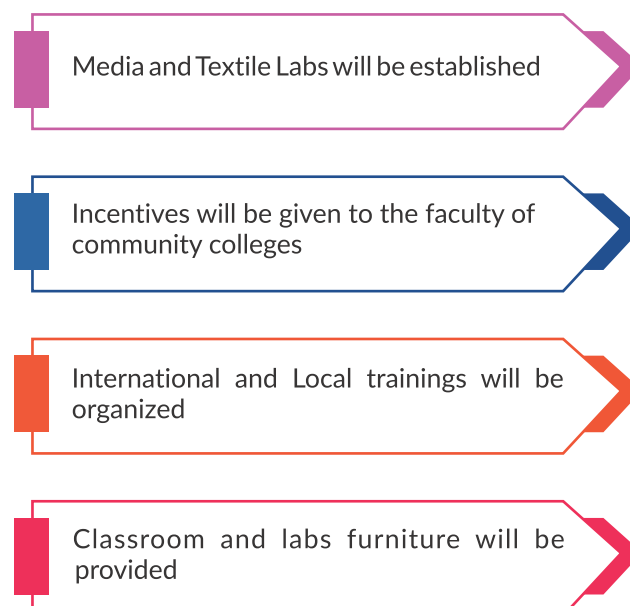 Media and Textile Labs will be established
Incentives will be given to the faculty of
community colleges
International and Local trainings will be
organized
Classroom and labs furniture will be
provided